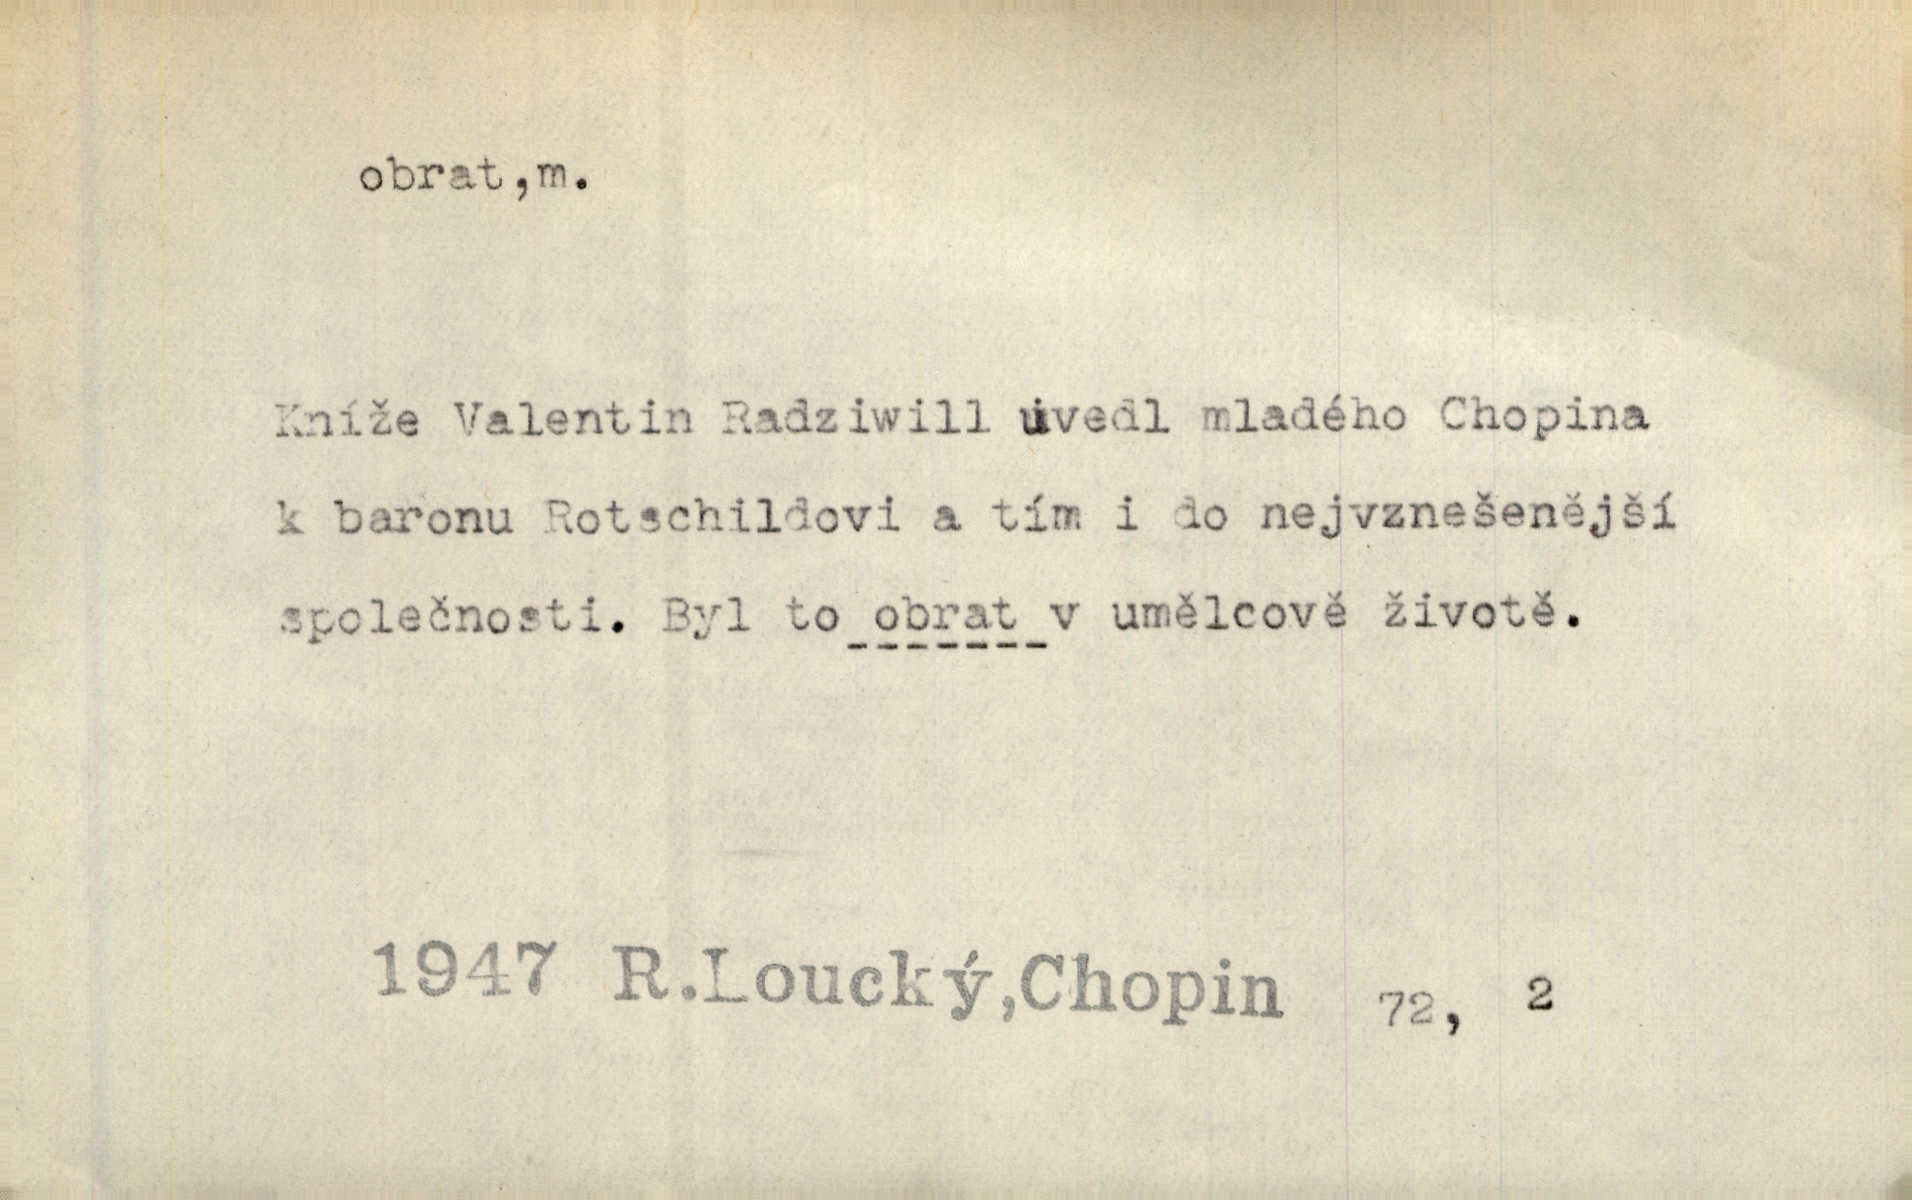 obrat,m.
Kníže Valentin Radziwill uvedl mladého Chopina
k baronu Rotschildovi a tím i do nejvznešenější
společnosti. Byl to obrat v umělcově životě.
1947 R.Loucký,Chopin 72, 2